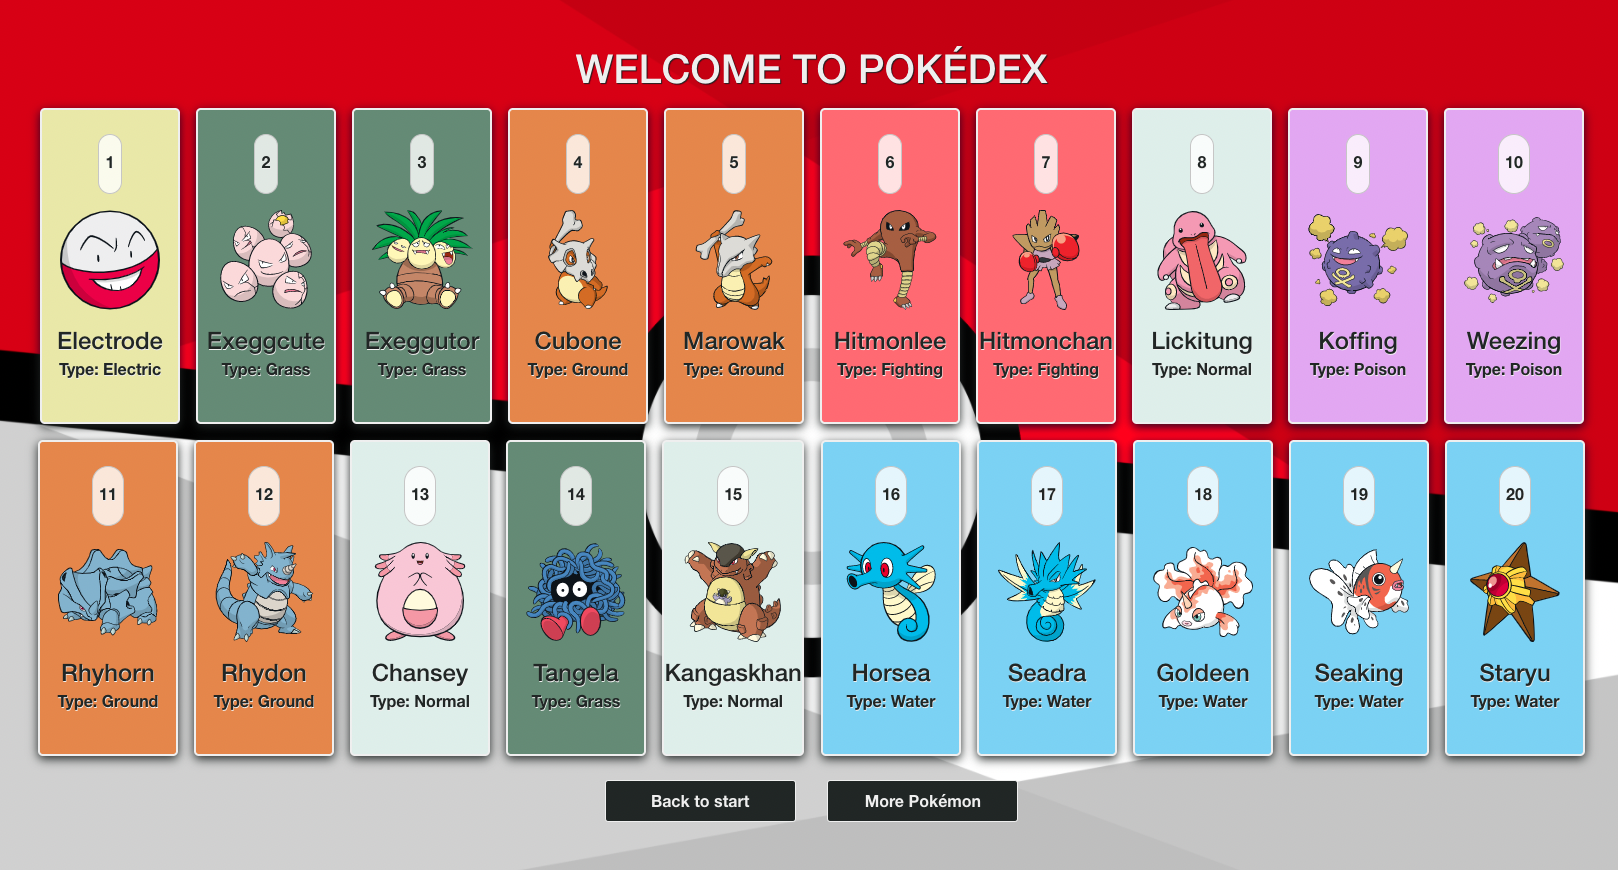 WELCOME TO POKÉDEX
1
Electrode
Type: Electric
2
Exeggcute
Type: Grass
3
Exeggutor
Type: Grass
4
Cubone
Type: Ground
5
Marowak
Type: Ground
6
Hitmonlee
Type: Fighting
7
Hitmonchan
Type: Fighting
8
Lickitung
Type: Normal
9
Koffing
Type: Poison
10
Weezing
Type: Poison
11
Rhyhorn
Type: Ground
12
Rhydon
Type: Ground
13
Chansey
Type: Normal
14
Tangela
Type: Grass
15
Kangaskhan
Type: Normal
16
Horsea
Type: Water
17
Seadra
Type: Water
18
Goldeen
Type: Water
19
Seaking
Type: Water
20
Staryu
Type: Water
Back to start
More Pokémon